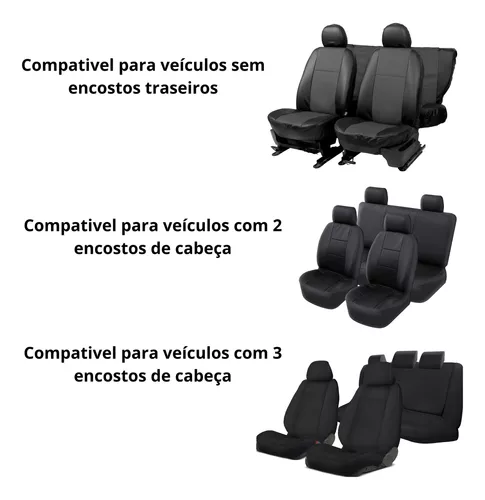 Compativel para veículos sem
encostos traseiros
Compativel para veículos com 2
encostos de cabeça
Compativel para veículos com 3
encostos de cabeça